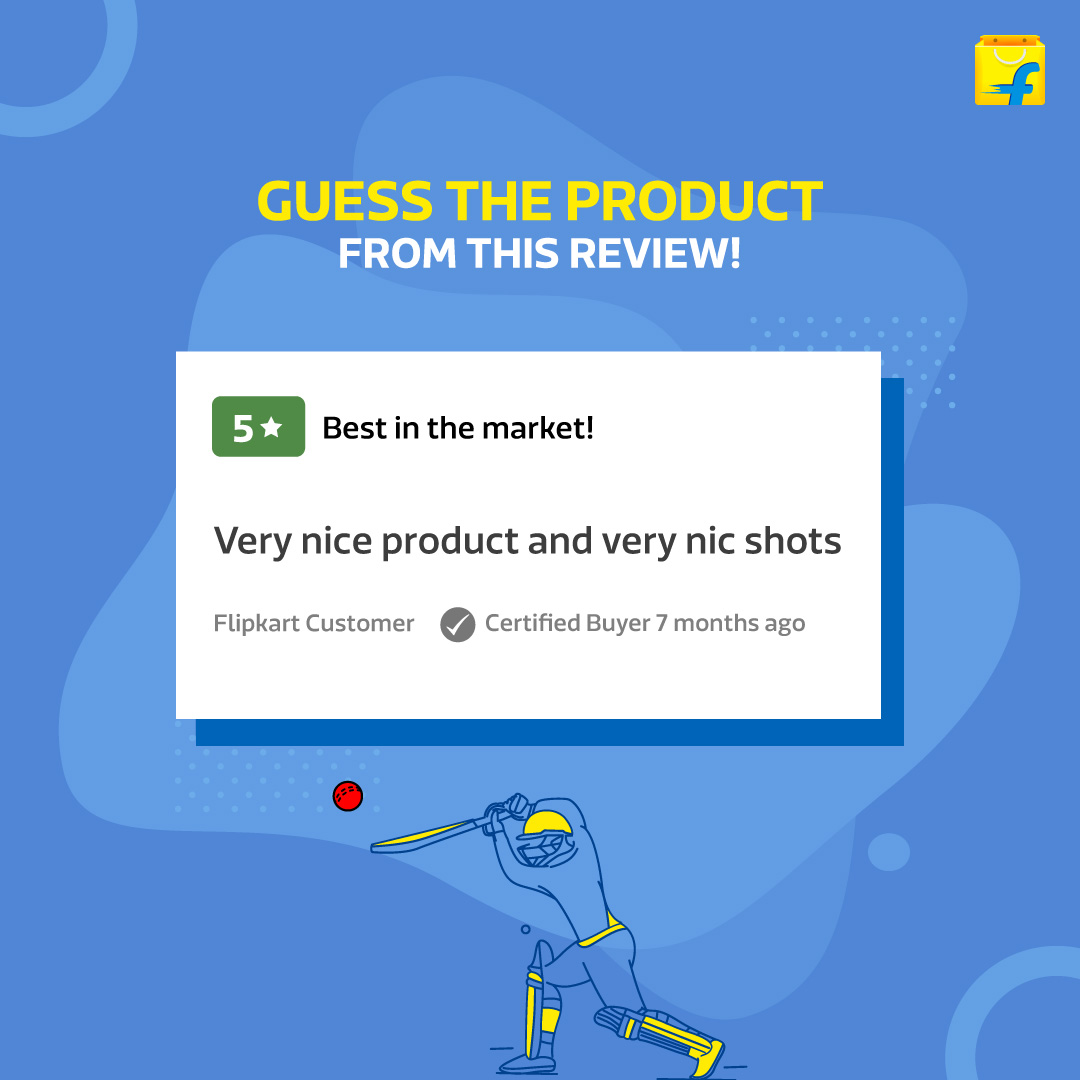 GUESS THE PRODUCT
FROM THIS REVIEW!
5★ Best in the market!
Very nice product and very nic shots
Flipkart Customer Certified Buyer 7 months ago